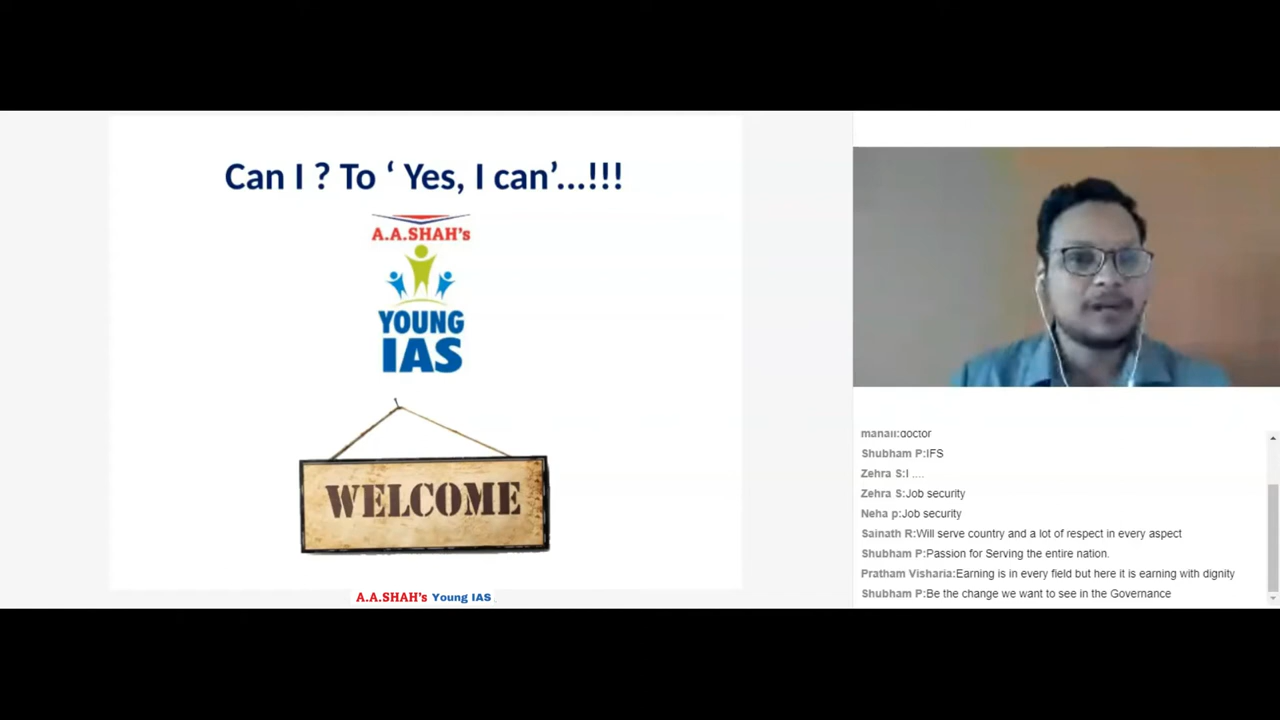 Can I ? To ‘ Yes, I can’...!!!
A.A.SHAH's
YOUNG
IAS
WELCOME
A.A.SHAH's Young IAS
manali:doctor
Shubham P:IFS
Zehra S:I ....
Zehra S:Job security
Neha p:Job security
Sainath R:Will serve country and a lot of respect in every aspect
Shubham P:Passion for Serving the entire nation.
Pratham Visharia:Earning is in every field but here it is earning with dignity
Shubham P:Be the change we want to see in the Governance